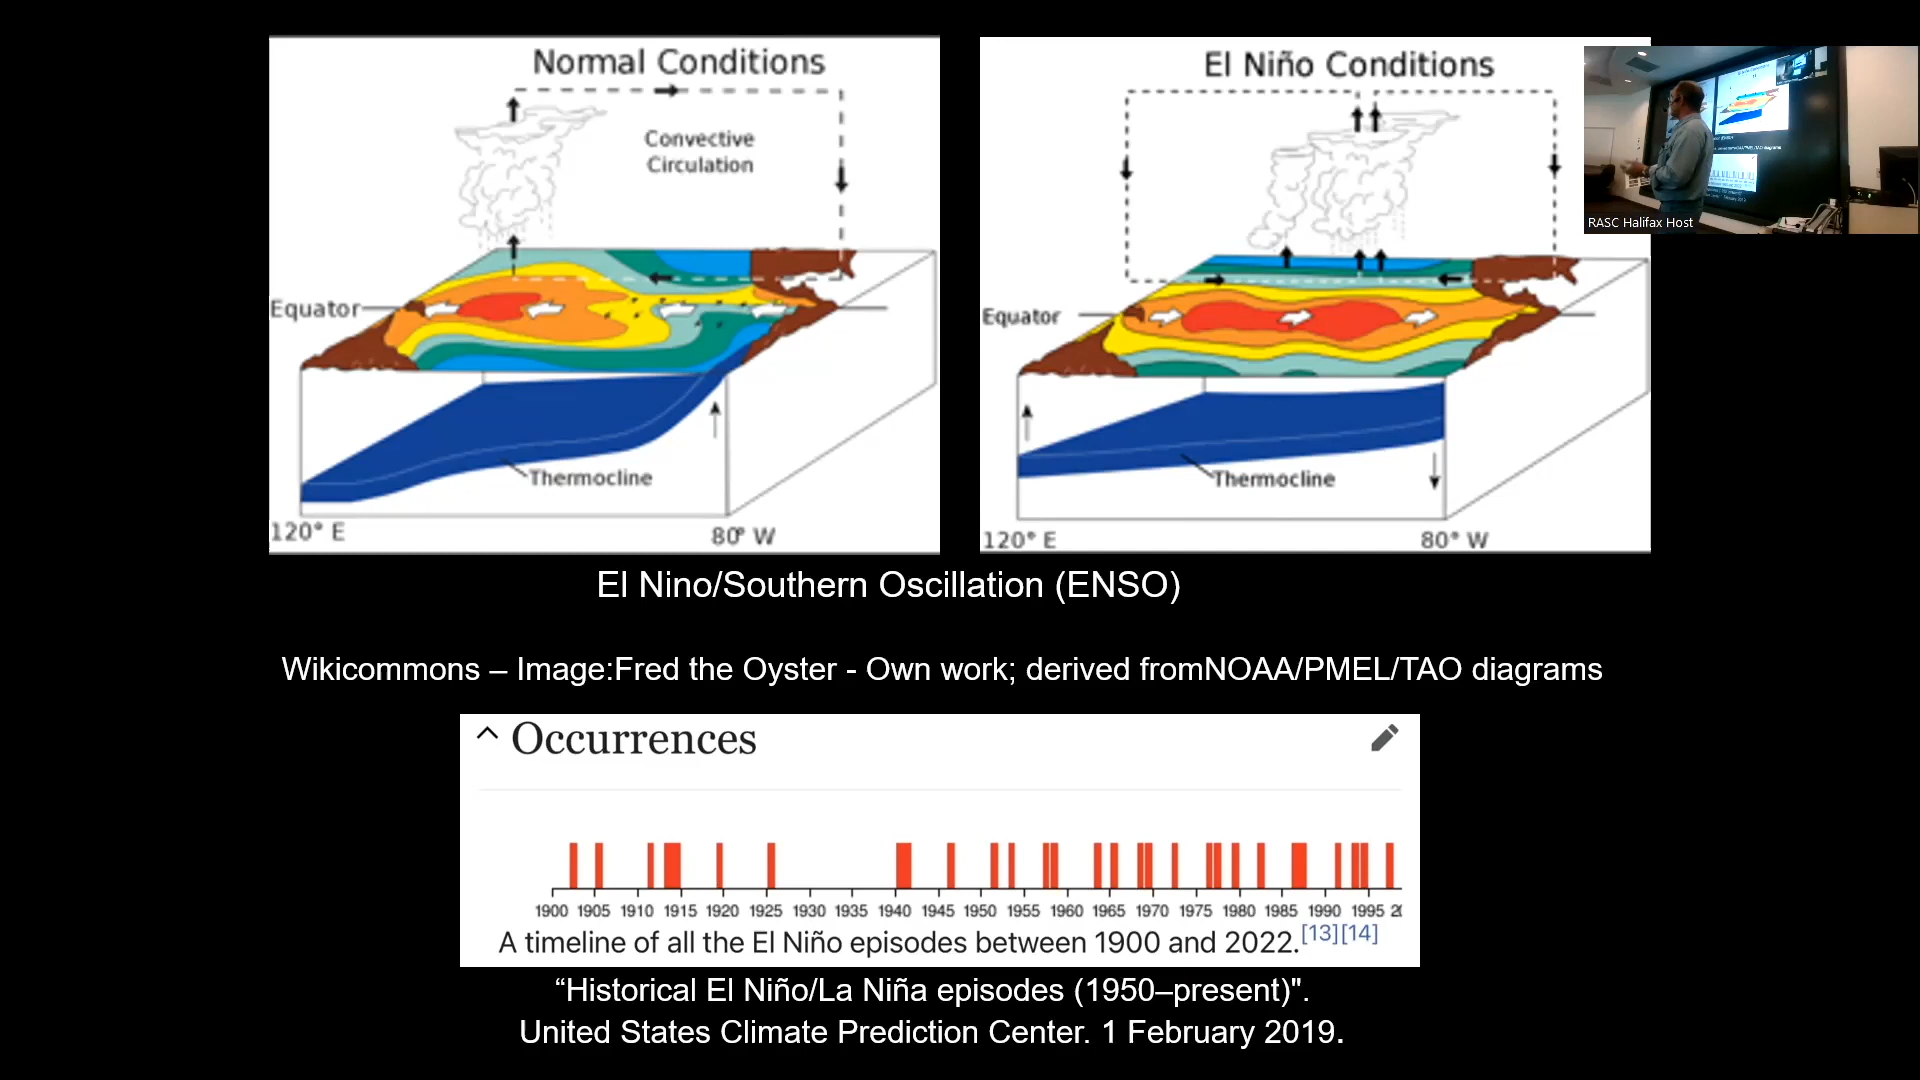 Normal Conditions
Convective
Circulation
Equator
Thermocline
120° E
80° W
El Niño Conditions
Equator
Thermocline
120° E
80° W
RASC Halifax Host
El Nino/Southern Oscillation (ENSO)
Wikicommons – Image:Fred the Oyster - Own work; derived fromNOAA/PMEL/TAO diagrams
Occurrences
1900 1905 1910 1915 1920 1925 1930 1935 1940 1945 1950 1955 1960 1965 1970 1975 1980 1985 1990 1995 20
A timeline of all the El Niño episodes between 1900 and 2022.[13][14]
“Historical El Niño/La Niña episodes (1950–present)".
United States Climate Prediction Center. 1 February 2019.